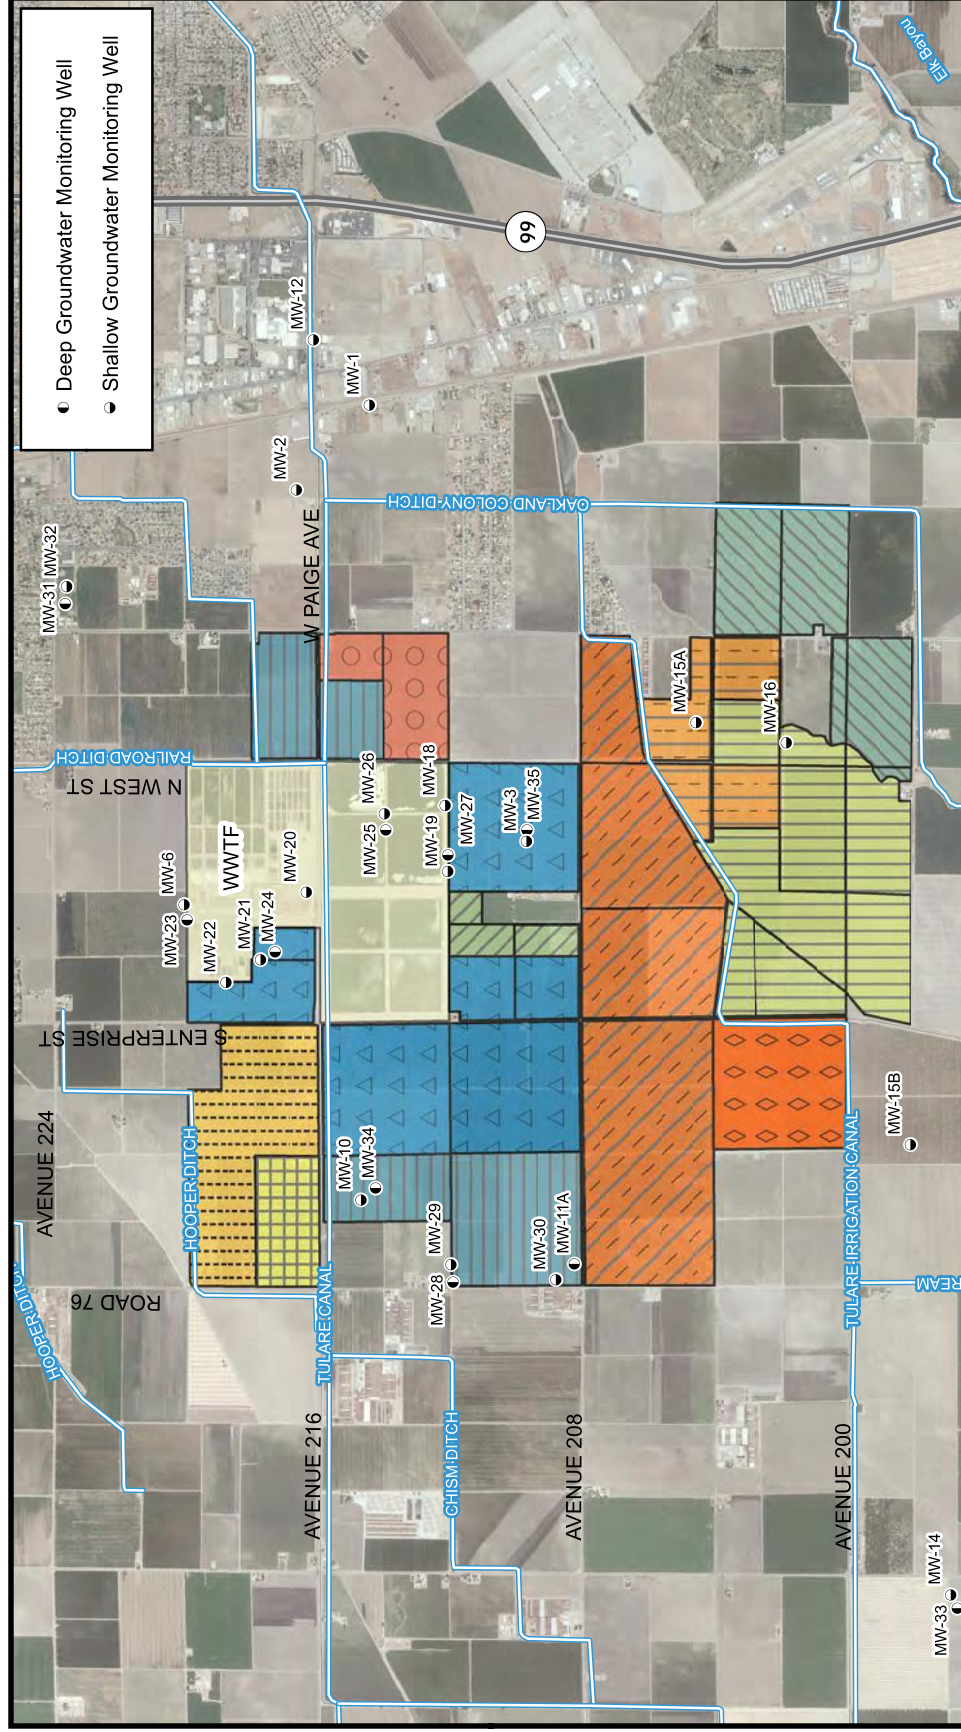 Deep Groundwater Monitoring Well
Shallow Groundwater Monitoring Well
Elk Bayou
99
MW-12
MW-1
MW-2
OAKLAND COLONY DITCH
W PAIGE AVE
MW-31
MW-32
RAILROAD DITCH
N WEST ST
MW-15A
MW-16
MW-26
MW-25
MW-18
MW-19
MW-27
MW-3
MW-35
WWTF
MW-20
MW-6
MW-23
MW-22
MW-21
MW-24
S ENTERPRISE ST
AVENUE 224
HOOPER DITCH
MW-10
MW-34
MW-29
MW-28
MW-30
MW-11A
MW-15B
TULARE IRRIGATION CANAL
ROAD 76
HOOPER DITCH
TULARE CANAL
REAM
AVENUE 216
CHISM DITCH
AVENUE 208
AVENUE 200
MW-14
MW-33